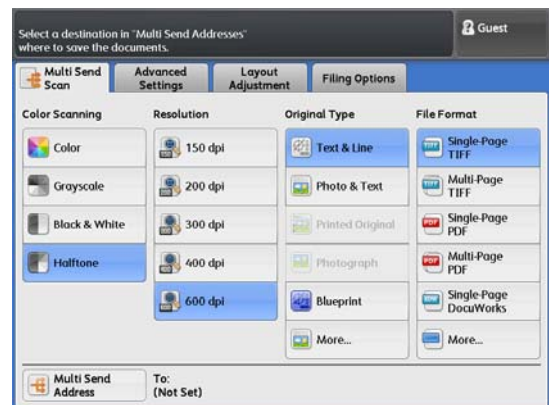 Select a destination in "Multi Send Addresses"
where to save the documents.
Guest
Multi Send
Scan
Advanced
Settings
Layout
Adjustment
Filing Options
Color Scanning
Color
Grayscale
Black & White
Halftone
Resolution
150 dpi
200 dpi
300 dpi
400 dpi
600 dpi
Original Type
Text & Line
Photo & Text
Printed Original
Photograph
Blueprint
More...
File Format
Single-Page
TIFF
Multi-Page
TIFF
Single-Page
PDF
Multi-Page
PDF
Single-Page
DocuWorks
More...
Multi Send
Address
To:
(Not Set)